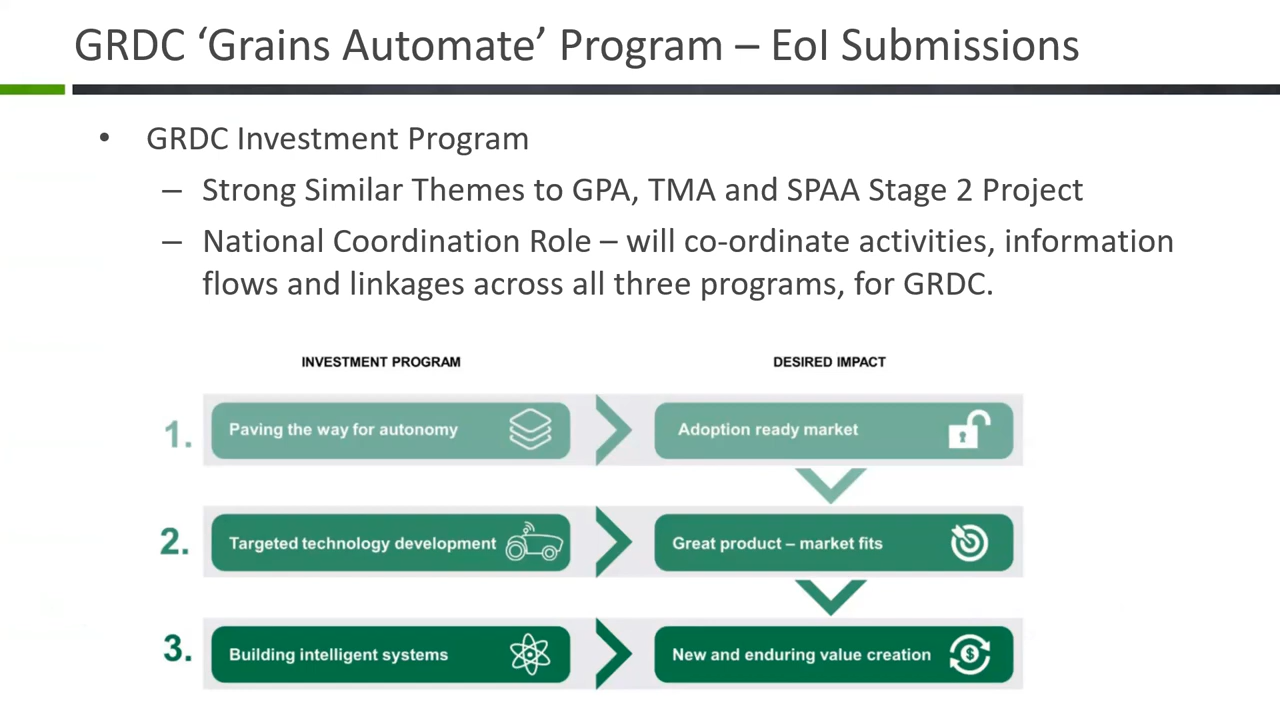 GRDC ‘Grains Automate’ Program – EoI Submissions
• GRDC Investment Program
– Strong Similar Themes to GPA, TMA and SPAA Stage 2 Project
– National Coordination Role – will co-ordinate activities, information
flows and linkages across all three programs, for GRDC.
INVESTMENT PROGRAM DESIRED IMPACT
1. Paving the way for autonomy Adoption ready market
2. Targeted technology development Great product – market fits
3. Building intelligent systems New and enduring value creation $